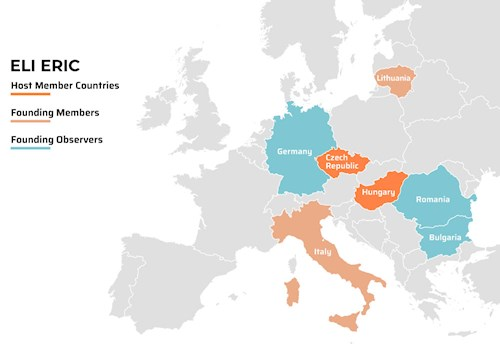 ELI ERIC
Host Member Countries
Founding Members
Founding Observers
Lithuania
Germany
Czech
Republic
Hungary
Romania
Bulgaria
Italy